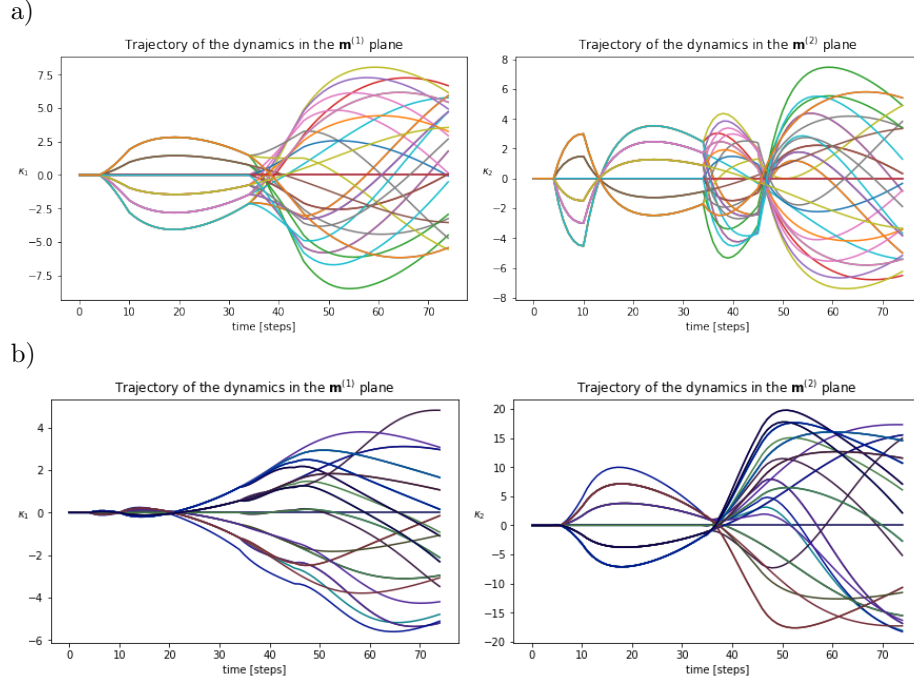 a)
Trajectory of the dynamics in the m^(1) plane
7.5
5.0
2.5
0.0
−2.5
−5.0
−7.5
κ1
0 10 20 30 40 50 60 70
time [steps]
Trajectory of the dynamics in the m^(2) plane
8
6
4
2
0
−2
−4
−6
−8
κ2
0 10 20 30 40 50 60 70
time [steps]
b)
Trajectory of the dynamics in the m^(1) plane
4
2
0
−2
−4
−6
κ1
0 10 20 30 40 50 60 70
time [steps]
Trajectory of the dynamics in the m^(2) plane
20
15
10
5
0
−5
−10
−15
−20
κ2
0 10 20 30 40 50 60 70
time [steps]